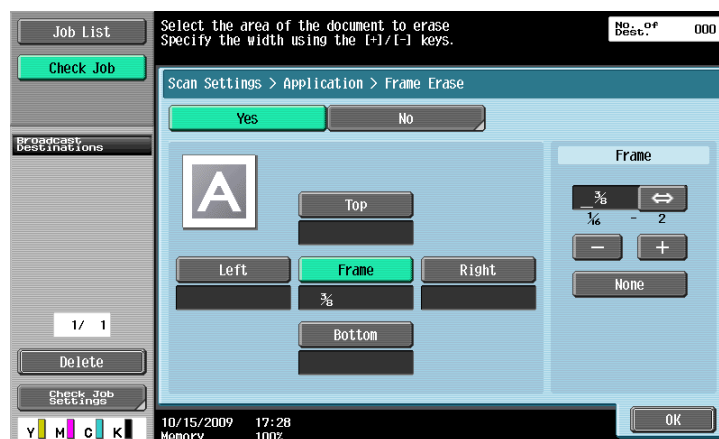 Job List
Check Job
Broadcast
Destinations
1/ 1
Delete
Check Job
Settings
Y M C K
Select the area of the document to erase
Specify the width using the [+]/[-] keys.
No. of
Dest. 000
Scan Settings > Application > Frame Erase
Yes No
A
Top
Left Frame Right
⅜
Bottom
Frame
_⅜ ⇔
1⁄16 - 2
− +
None
10/15/2009 17:28
Memory 100%
OK